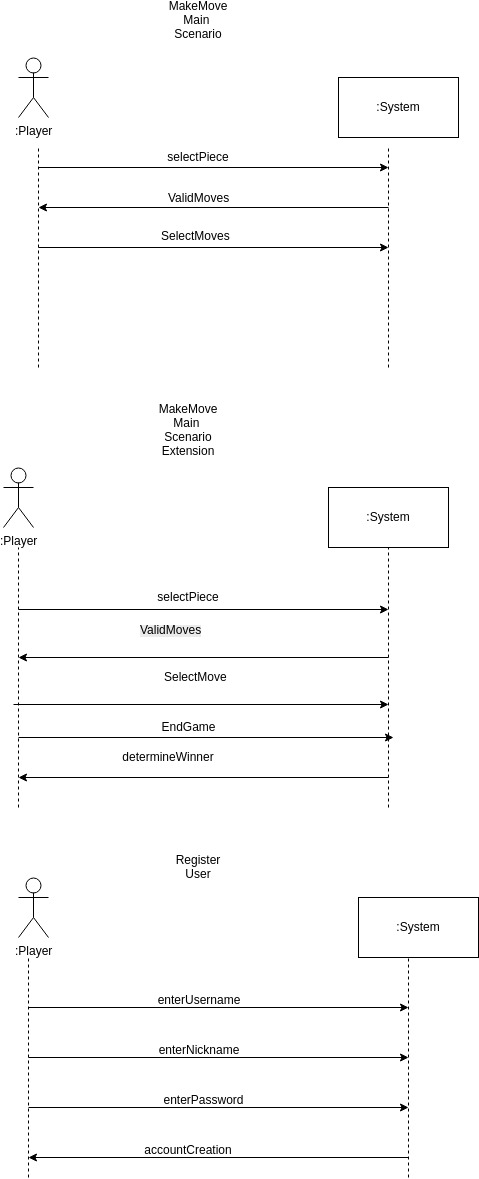 MakeMove
Main
Scenario
:Player
:System
selectPiece
ValidMoves
SelectMoves
MakeMove
Main
Scenario
Extension
:Player
:System
selectPiece
ValidMoves
SelectMove
EndGame
determineWinner
Register
User
:Player
:System
enterUsername
enterNickname
enterPassword
accountCreation